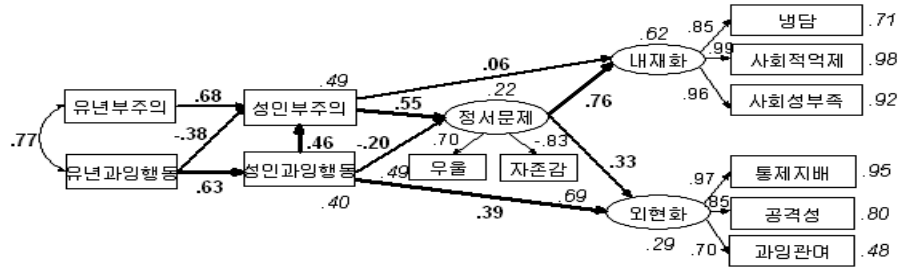 냉담
.85
.71
.62
내재화
.99
사회적억제
.98
.96
사회성부족
.92
.06
.76
.49
유년부주의
.68
성인부주의
.55
.22
정서문제
.77
-.38
.46
-.20
.70
-.83
우울
자존감
.33
유년과잉행동
.63
성인과잉행동
.49
.40
.39
.69
외현화
.29
.97
통제지배
.95
.85
공격성
.80
.70
과잉관여
.48